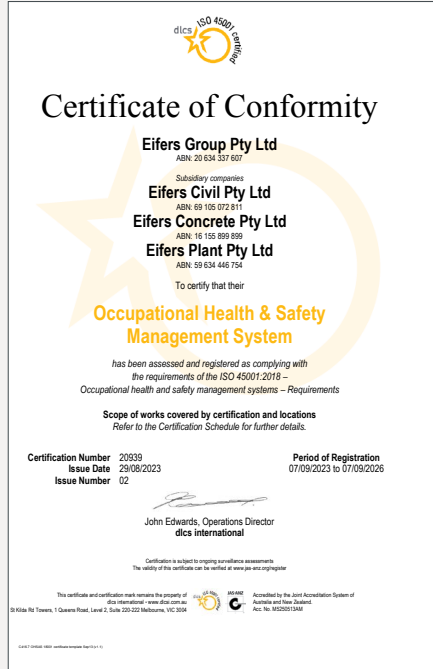 dlcs ISO 45001 certified
Certificate of Conformity
Eifers Group Pty Ltd
ABN: 20 634 337 607
Subsidiary companies
Eifers Civil Pty Ltd
ABN: 69 105 072 811
Eifers Concrete Pty Ltd
ABN: 16 155 899 899
Eifers Plant Pty Ltd
ABN: 59 634 446 754
To certify that their
Occupational Health & Safety
Management System
has been assessed and registered as complying with
the requirements of the ISO 45001:2018 –
Occupational health and safety management systems – Requirements
Scope of works covered by certification and locations
Refer to the Certification Schedule for further details.
Certification Number 20939
Issue Date 29/08/2023
Issue Number 02
Period of Registration
07/09/2023 to 07/09/2026
John Edwards, Operations Director
dlcs international
Certification is subject to ongoing surveillance assessments
The validity of this certificate can be verified at www.jas-anz.org/register
This certificate and certification mark remains the property of
dlcs international - www.dlcs.com.au
St Kilda Rd Towers, 1 Queens Road, Level 2, Suite 220-222 Melbourne, VIC 3004
dlcs ISO 45001 certified
JAS-ANZ
Accredited by the Joint Accreditation System of
Australia and New Zealand.
Acc. No. M5250513AM